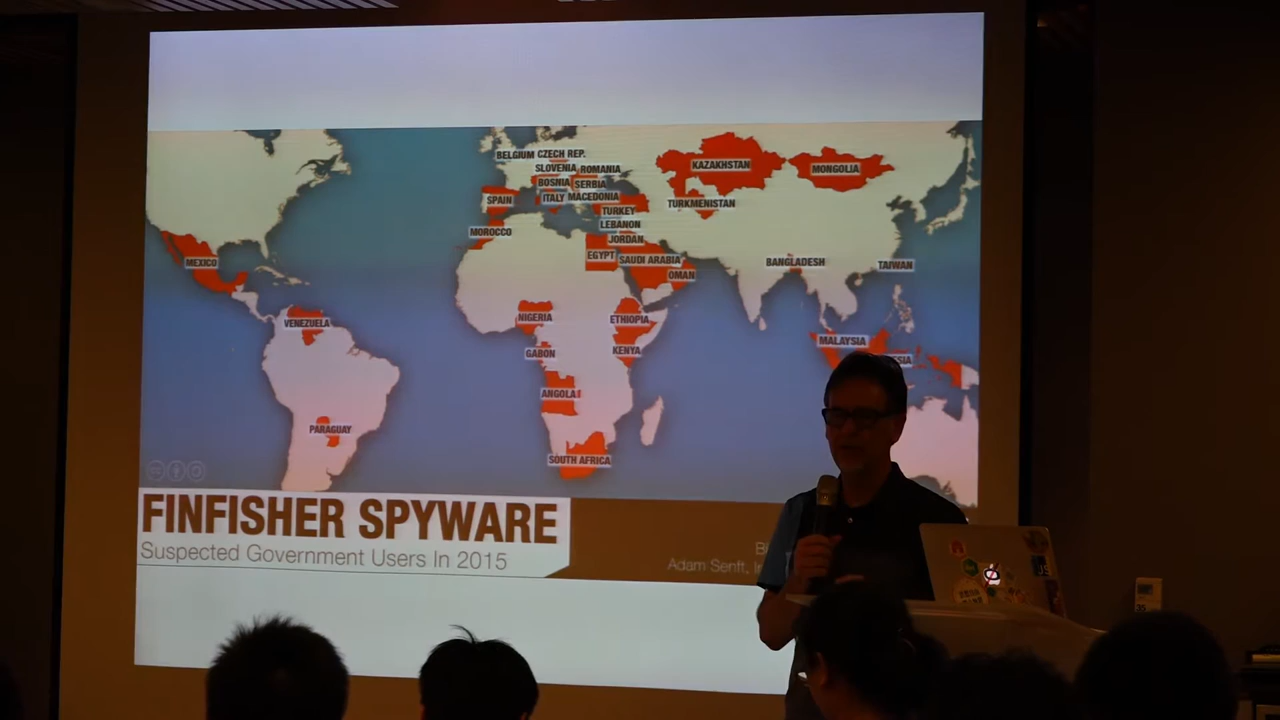 BELGIUM CZECH REP.
SLOVENIA ROMANIA
BOSNIA SERBIA
ITALY MACEDONIA
SPAIN
TURKEY
LEBANON
MOROCCO
JORDAN
EGYPT SAUDI ARABIA
OMAN
KAZAKHSTAN
MONGOLIA
TURKMENISTAN
BANGLADESH
TAIWAN
MEXICO
VENEZUELA
NIGERIA
ETHIOPIA
GABON
KENYA
MALAYSIA
SIA
ANGOLA
PARAGUAY
SOUTH AFRICA
FINFISHER SPYWARE
Suspected Government Users In 2015
Adam Senft,